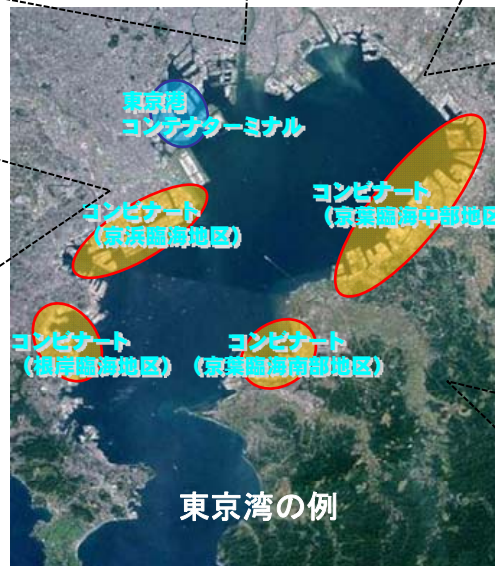 東京港
コンテナターミナル
コンビナート
（京葉臨海中部地区
コンビナート
（京浜臨海地区）
コンビナート
（根岸臨海地区）
コンビナート
（京葉臨海南部地区）
東京湾の例